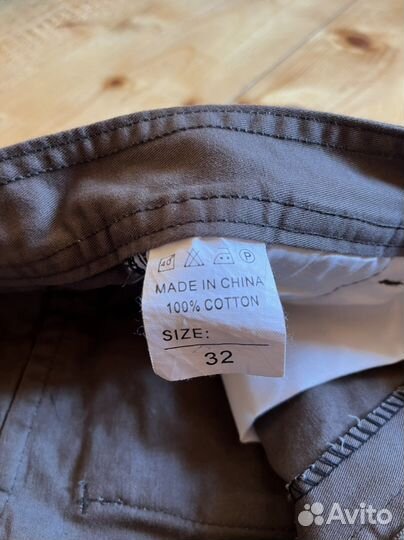 40 P
MADE IN CHINA
100% COTTON
SIZE:
32
Avito